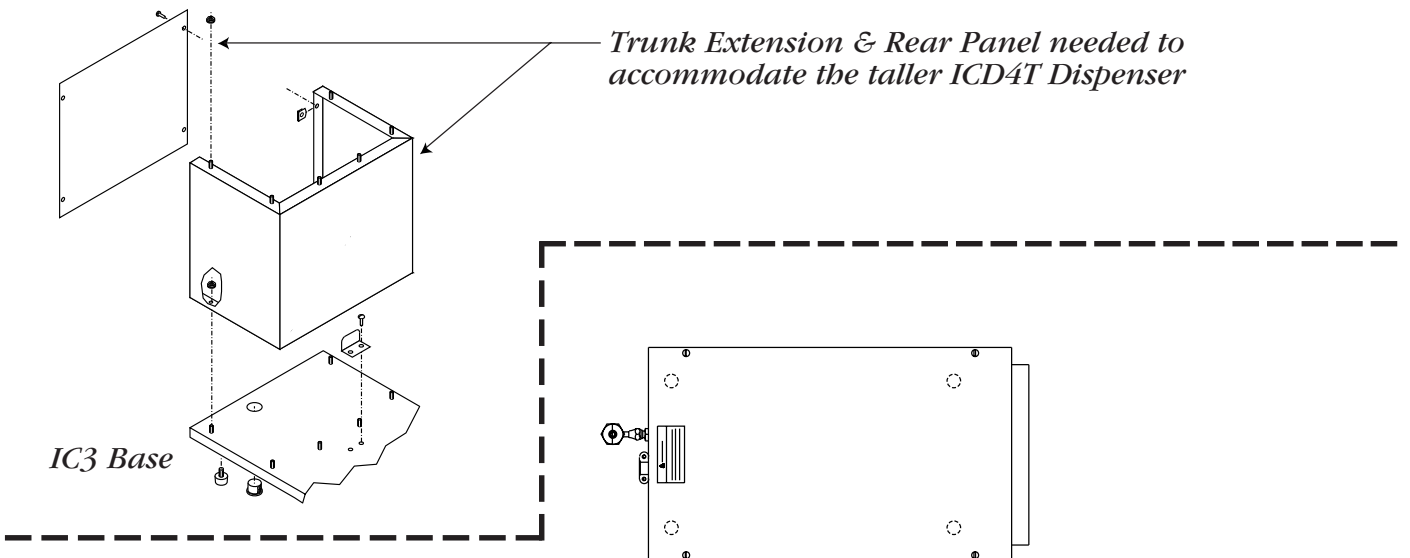 Trunk Extension & Rear Panel needed to
accommodate the taller ICD4T Dispenser
IC3 Base